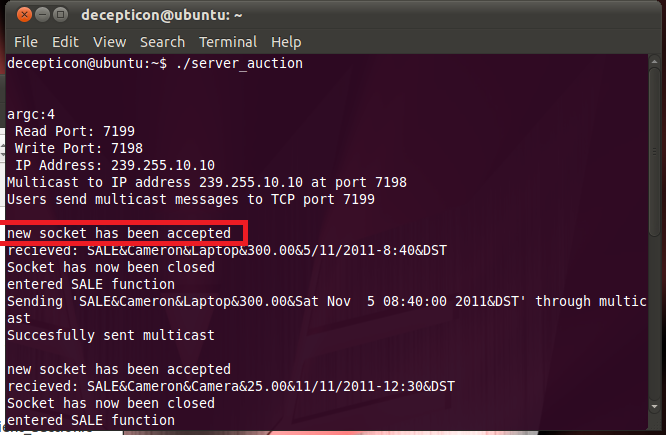 decepticon@ubuntu: ~
File Edit View Search Terminal Help
decepticon@ubuntu:~$ ./server_auction
argc:4
Read Port: 7199
Write Port: 7198
IP Address: 239.255.10.10
Multicast to IP address 239.255.10.10 at port 7198
Users send multicast messages to TCP port 7199
new socket has been accepted
recieved: SALE&Cameron&Laptop&300.00&5/11/2011-8:40&DST
Socket has now been closed
entered SALE function
Sending 'SALE&Cameron&Laptop&300.00&Sat Nov  5 08:40:00 2011&DST' through multic
ast
Succesfully sent multicast
new socket has been accepted
recieved: SALE&Cameron&Camera&25.00&11/11/2011-12:30&DST
Socket has now been closed
entered SALE function